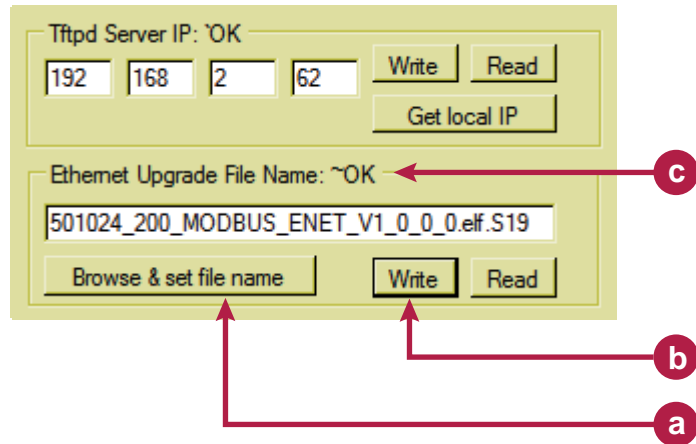 Tftpd Server IP: `OK
192 168 2 62 Write Read
Get local IP
Ethernet Upgrade File Name: ~OK
c
501024_200_MODBUS_ENET_V1_0_0_0.elf.S19
Browse & set file name Write Read
b
a